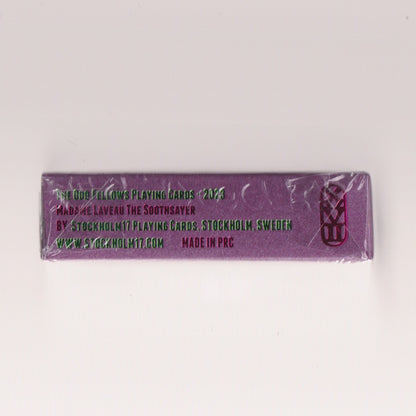 The Odd Fellows Playing Cards 2023
Madame Laveau The Soothsayer
By Stockholm17 Playing Cards, Stockholm, Sweden
www.stockholm17.com Made in PRC